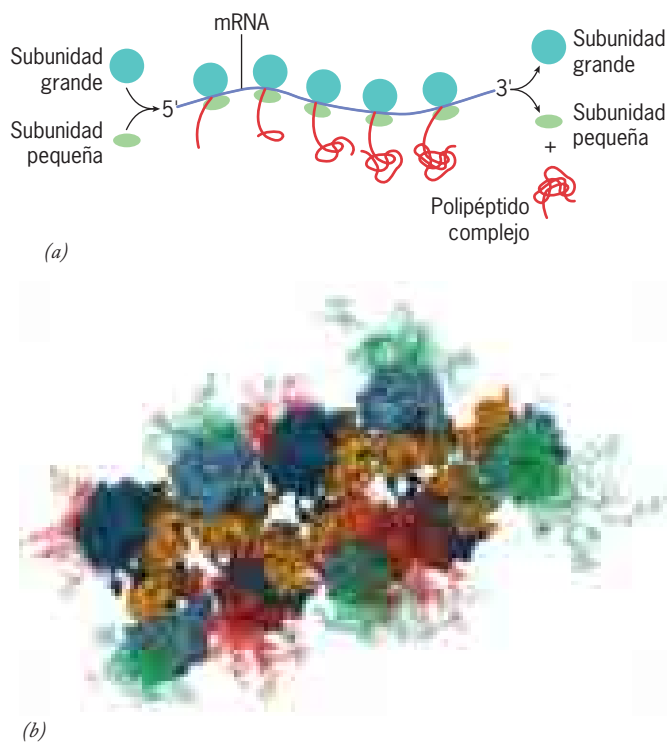 mRNA
Subunidad
grande
5'
Subunidad
pequeña
3'
Subunidad
grande
Subunidad
pequeña
+
Polipéptido
complejo
(a)
(b)